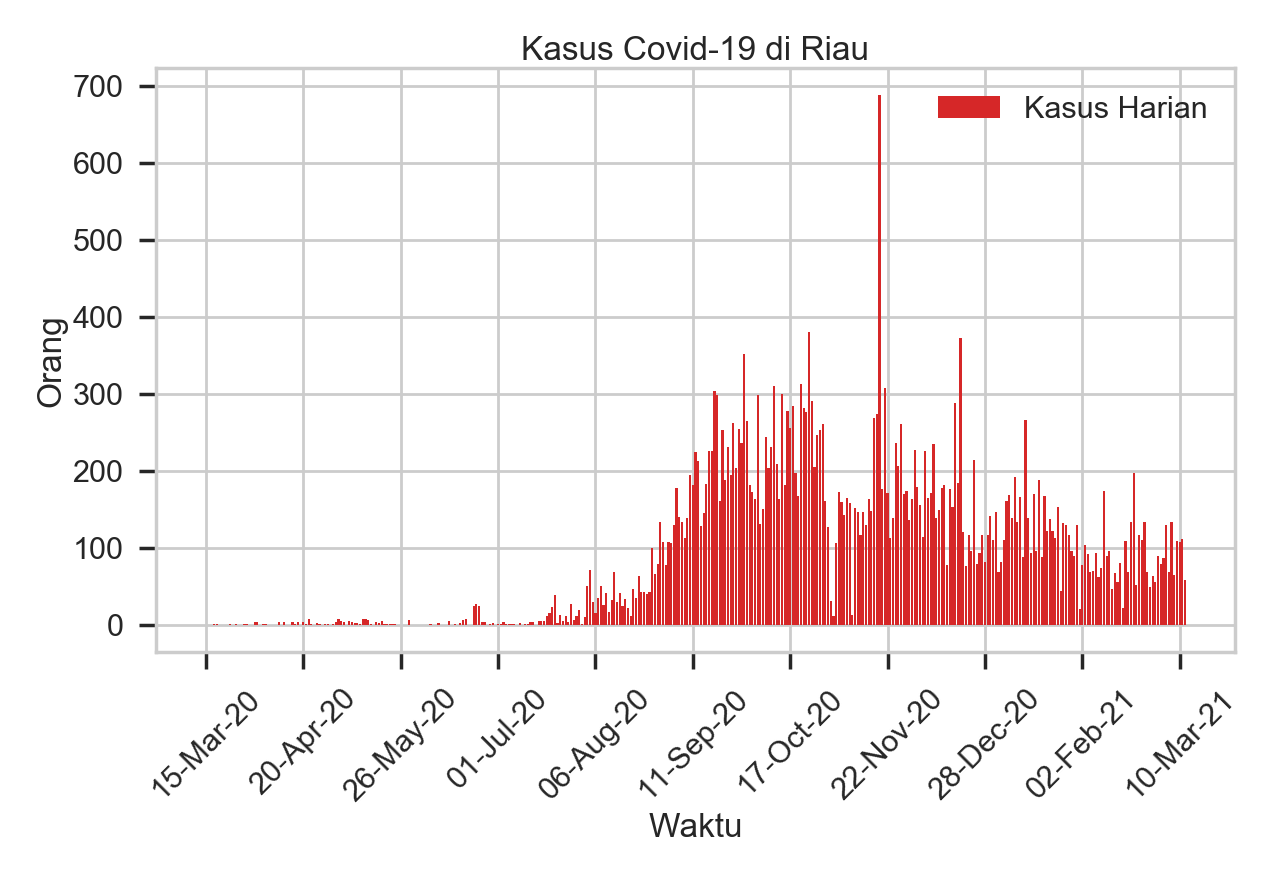 Kasus Covid-19 di Riau
Kasus Harian
Orang
700
600
500
400
300
200
100
0
15-Mar-20
20-Apr-20
26-May-20
01-Jul-20
06-Aug-20
11-Sep-20
17-Oct-20
22-Nov-20
28-Dec-20
02-Feb-21
10-Mar-21
Waktu